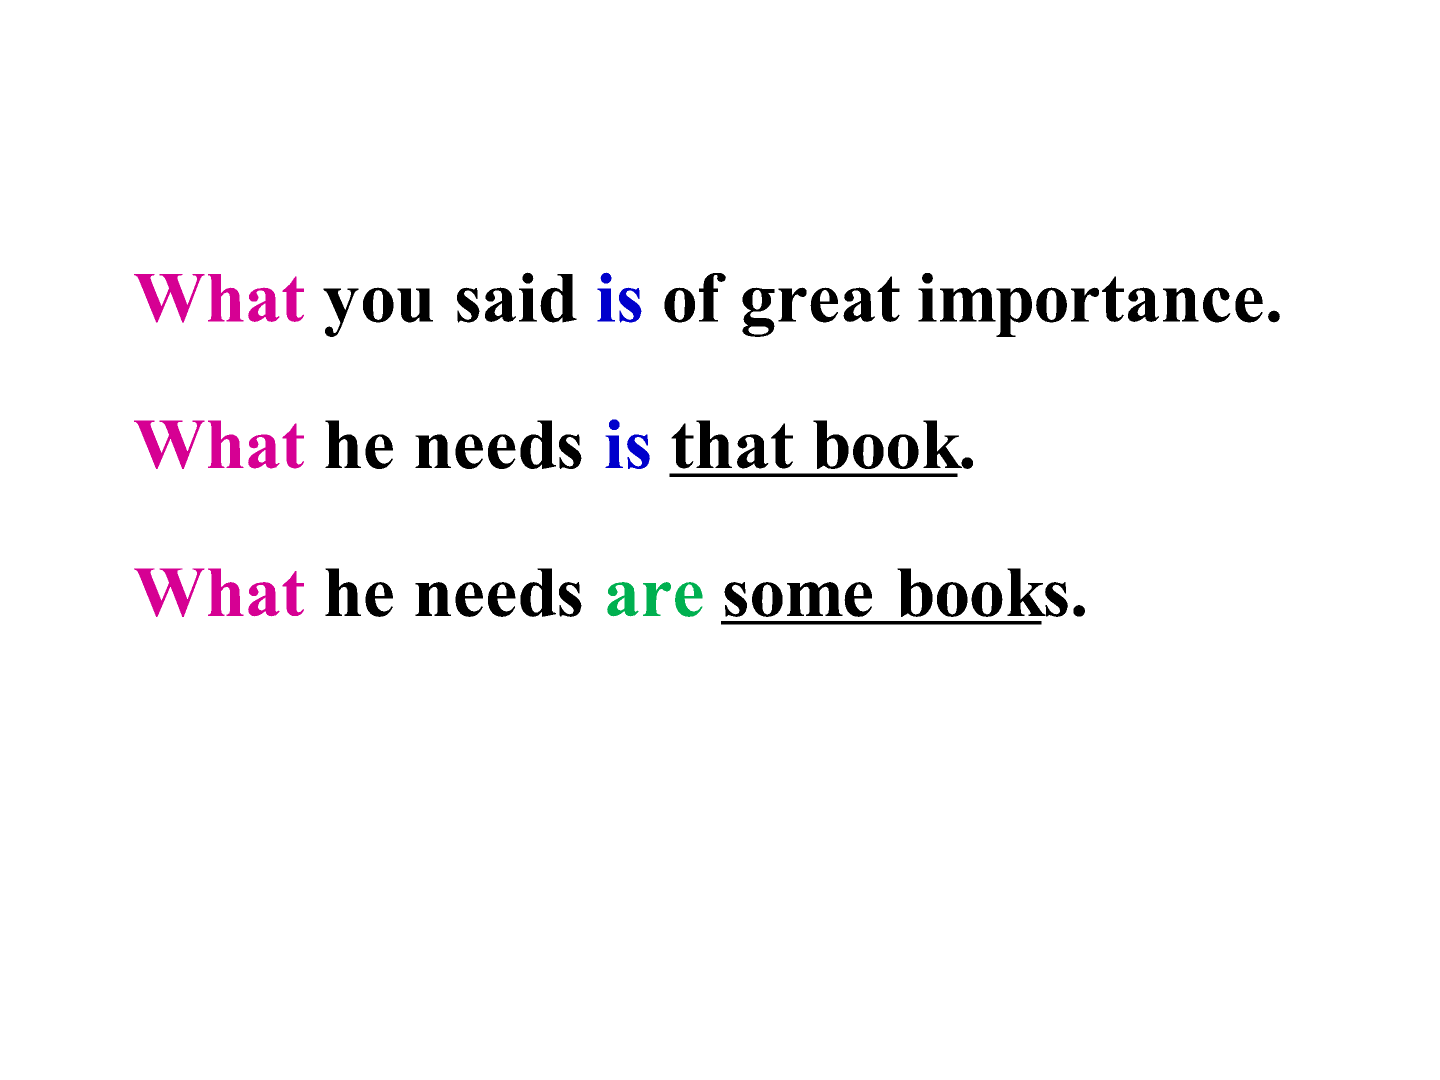 What you said is of great importance.
What he needs is that book.
What he needs are some books.